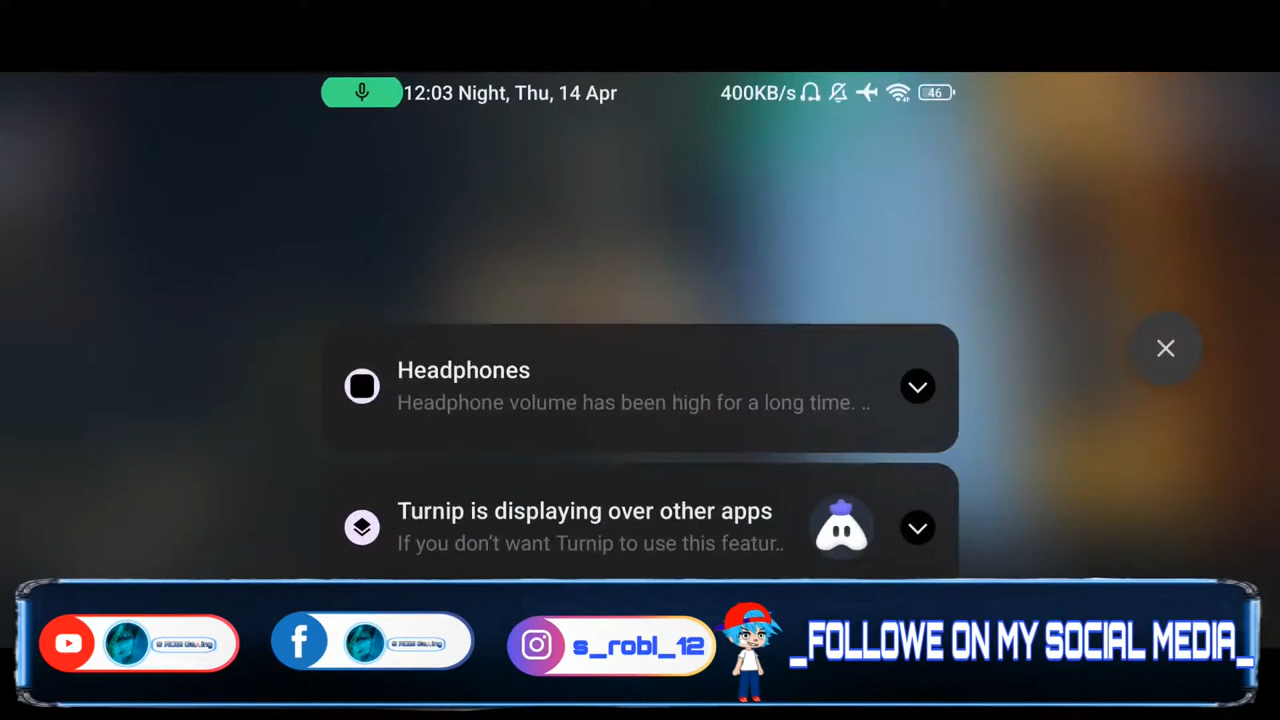 12:03 Night, Thu, 14 Apr
400KB/s
46
Headphones
Headphone volume has been high for a long time. ..
Turnip is displaying over other apps
If you don't want Turnip to use this featur..
s_robl_12
_FOLLOWE ON MY SOCIAL MEDIA_